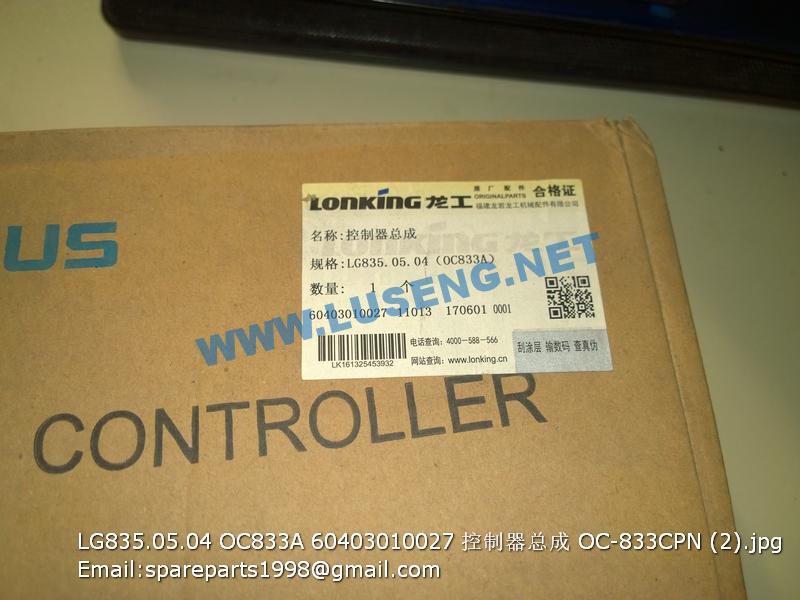 LONKING 龙工 原厂配件 ORIGINALPARTS 合格证
福建龙岩龙工机械配件有限公司
名称:控制器总成
规格:LG835.05.04(OC833A)
数量: 1 个
60403010027 11013 170601 0001
LK161325453932
电话查询: 4000-588-566
网站查询: www.lonking.cn
刮涂层 输数码 查真伪
US
WWW.LUSENG.NET
CONTROLLER
LG835.05.04 OC833A 60403010027 控制器总成 OC-833CPN (2).jpg
Email:spareparts1998@gmail.com